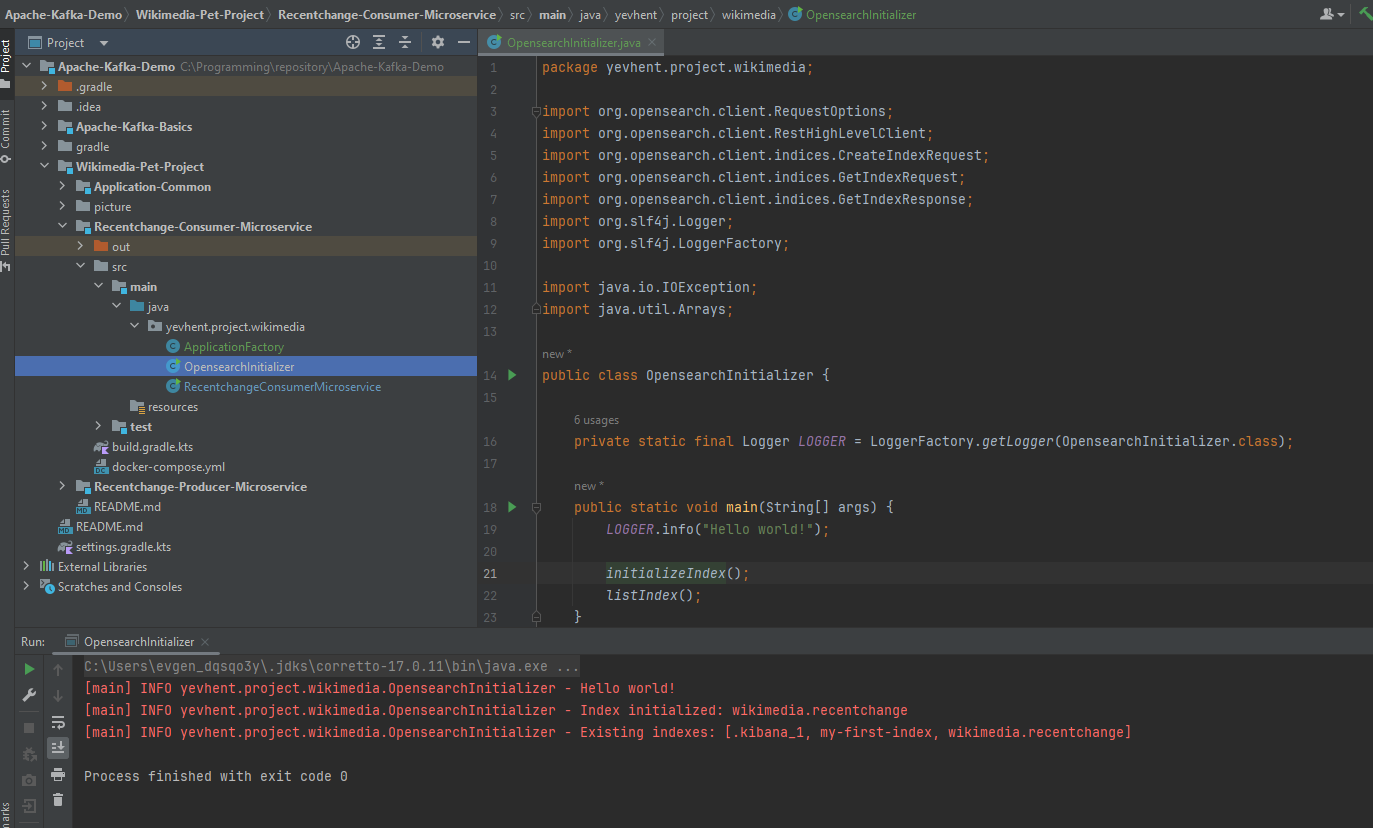 Apache-Kafka-Demo Wikimedia-Pet-Project Recentchange-Consumer-Microservice src main java yevhent project wikimedia OpensearchInitializer
Project
Commit
Pull Requests
Project
Apache-Kafka-Demo C:\Programming\repository\Apache-Kafka-Demo
.gradle
.idea
Apache-Kafka-Basics
gradle
Wikimedia-Pet-Project
Application-Common
picture
Recentchange-Consumer-Microservice
out
src
main
java
yevhent.project.wikimedia
ApplicationFactory
OpensearchInitializer
RecentchangeConsumerMicroservice
resources
test
build.gradle.kts
docker-compose.yml
Recentchange-Producer-Microservice
README.md
README.md
settings.gradle.kts
External Libraries
Scratches and Consoles
OpensearchInitializer.java
1 package yevhent.project.wikimedia;
2
3 import org.opensearch.client.RequestOptions;
4 import org.opensearch.client.RestHighLevelClient;
5 import org.opensearch.client.indices.CreateIndexRequest;
6 import org.opensearch.client.indices.GetIndexRequest;
7 import org.opensearch.client.indices.GetIndexResponse;
8 import org.slf4j.Logger;
9 import org.slf4j.LoggerFactory;
10
11 import java.io.IOException;
12 import java.util.Arrays;
13
new *
14 public class OpensearchInitializer {
15
6 usages
16 private static final Logger LOGGER = LoggerFactory.getLogger(OpensearchInitializer.class);
17
new *
18 public static void main(String[] args) {
19 LOGGER.info("Hello world!");
20
21 initializeIndex();
22 listIndex();
23 }
Run: OpensearchInitializer
C:\Users\evgen_dqsqo3y\.jdks\corretto-17.0.11\bin\java.exe ...
[main] INFO yevhent.project.wikimedia.OpensearchInitializer - Hello world!
[main] INFO yevhent.project.wikimedia.OpensearchInitializer - Index initialized: wikimedia.recentchange
[main] INFO yevhent.project.wikimedia.OpensearchInitializer - Existing indexes: [.kibana_1, my-first-index, wikimedia.recentchange]
Process finished with exit code 0